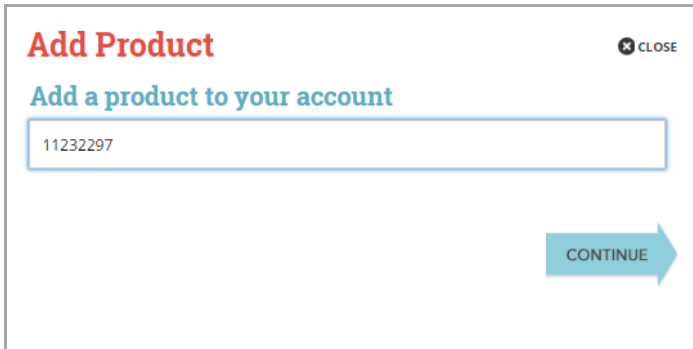 Add Product
CLOSE
Add a product to your account
11232297
CONTINUE